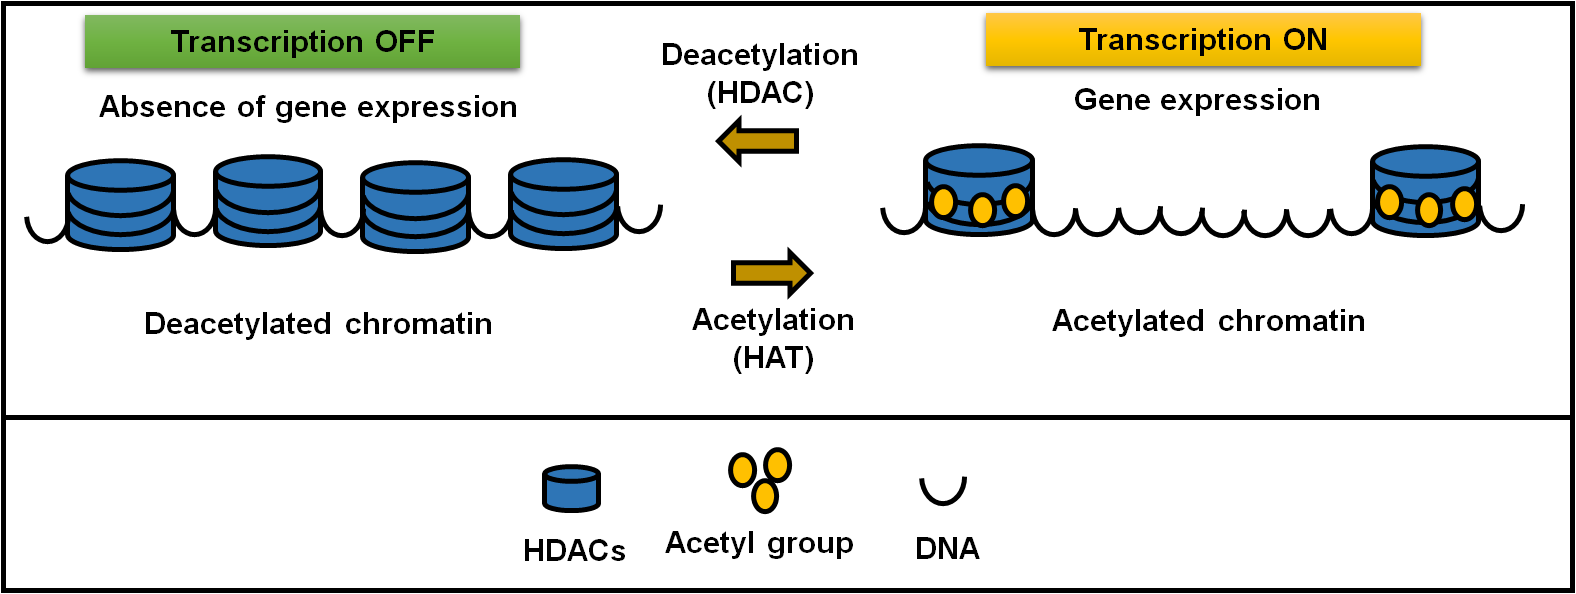 Transcription OFF
Absence of gene expression
Deacetylated chromatin
Deacetylation
(HDAC)
Acetylation
(HAT)
Transcription ON
Gene expression
Acetylated chromatin
HDACs
Acetyl group
DNA